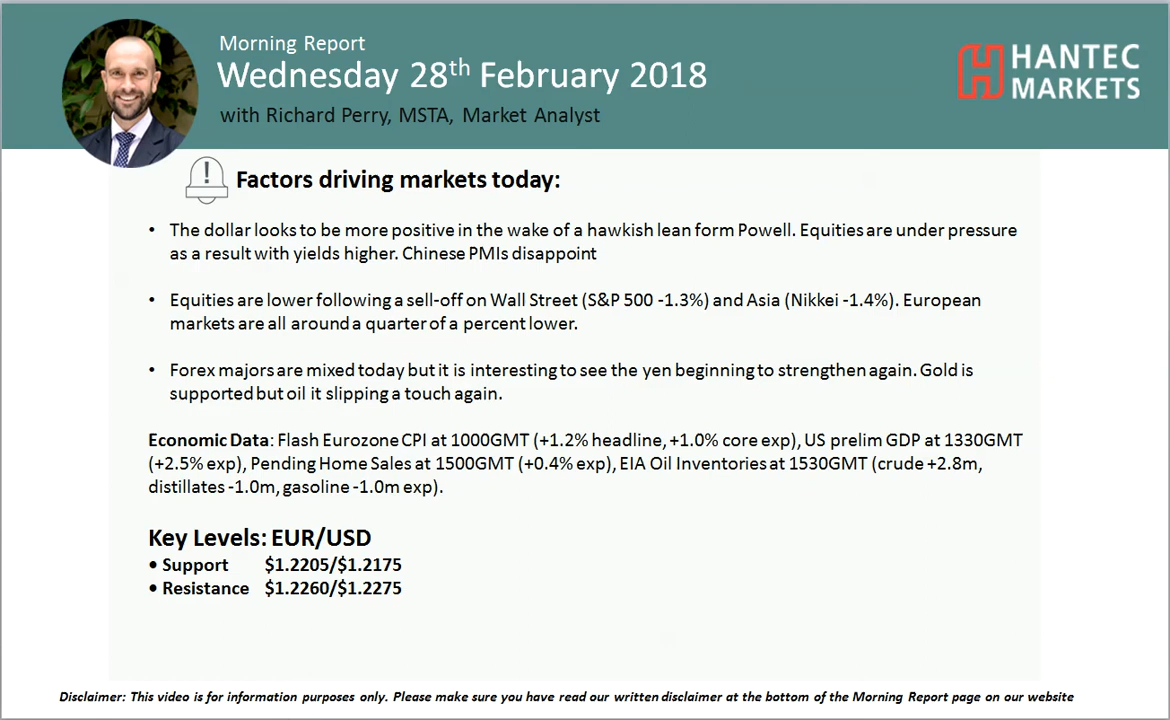 Morning Report
Wednesday 28th February 2018
with Richard Perry, MSTA, Market Analyst
HANTEC
MARKETS
! Factors driving markets today:
• The dollar looks to be more positive in the wake of a hawkish lean form Powell. Equities are under pressure
as a result with yields higher. Chinese PMIs disappoint
• Equities are lower following a sell-off on Wall Street (S&P 500 -1.3%) and Asia (Nikkei -1.4%). European
markets are all around a quarter of a percent lower.
• Forex majors are mixed today but it is interesting to see the yen beginning to strengthen again. Gold is
supported but oil it slipping a touch again.
Economic Data: Flash Eurozone CPI at 1000GMT (+1.2% headline, +1.0% core exp), US prelim GDP at 1330GMT
(+2.5% exp), Pending Home Sales at 1500GMT (+0.4% exp), EIA Oil Inventories at 1530GMT (crude +2.8m,
distillates -1.0m, gasoline -1.0m exp).
Key Levels: EUR/USD
• Support $1.2205/$1.2175
• Resistance $1.2260/$1.2275
Disclaimer: This video is for information purposes only. Please make sure you have read our written disclaimer at the bottom of the Morning Report page on our website